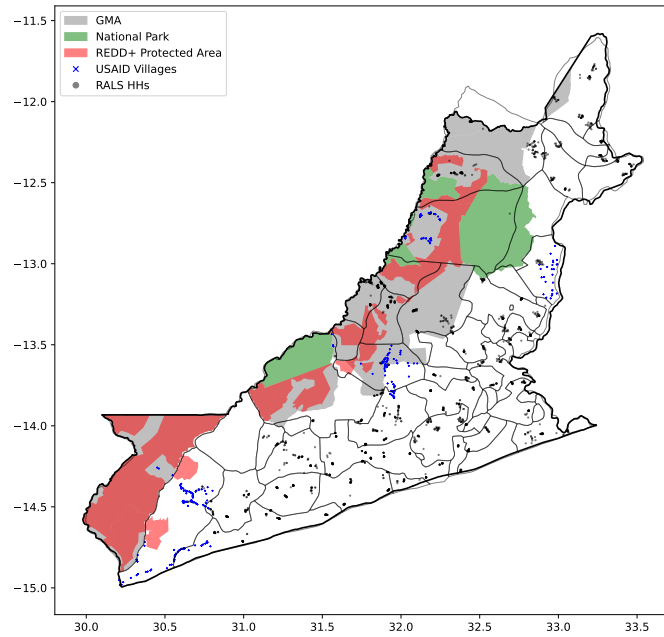 GMA
National Park
REDD+ Protected Area
USAID Villages
RALS HHs
−11.5
−12.0
−12.5
−13.0
−13.5
−14.0
−14.5
−15.0
30.0 30.5 31.0 31.5 32.0 32.5 33.0 33.5